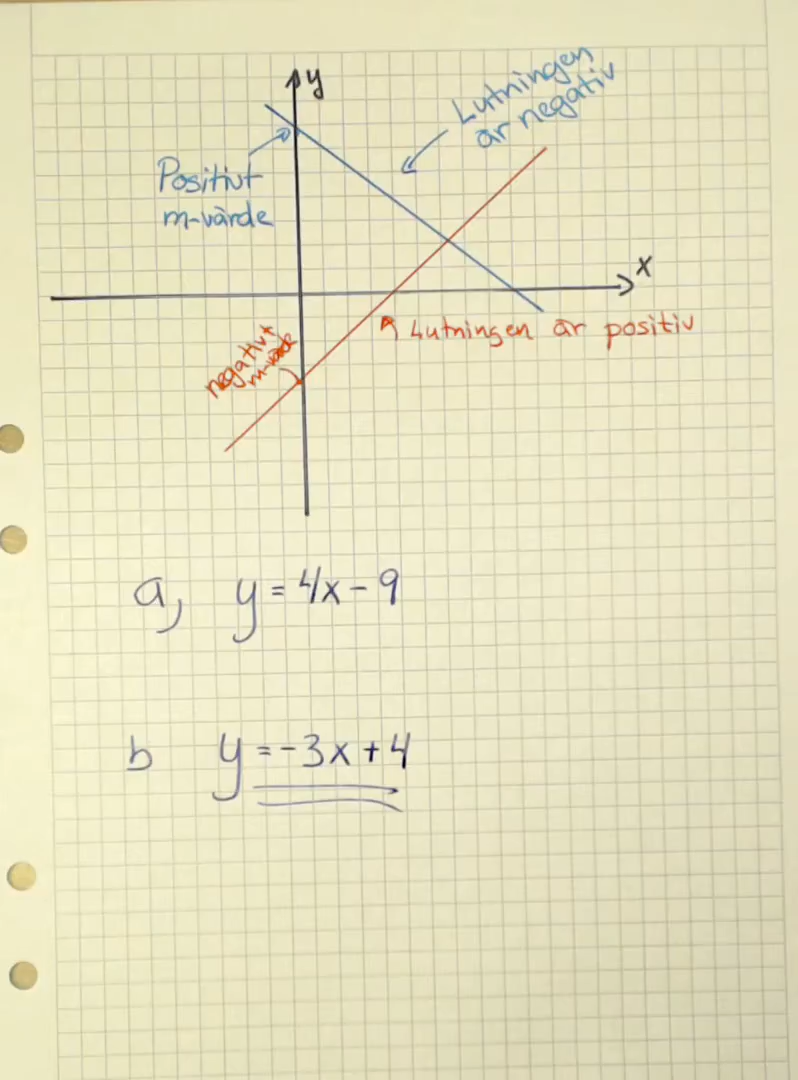 y
Lutningen
är negativ
Positivt
m-värde
x
Lutningen är positiv
negativt
m-värde
a, y = 4x - 9
b y = -3x + 4